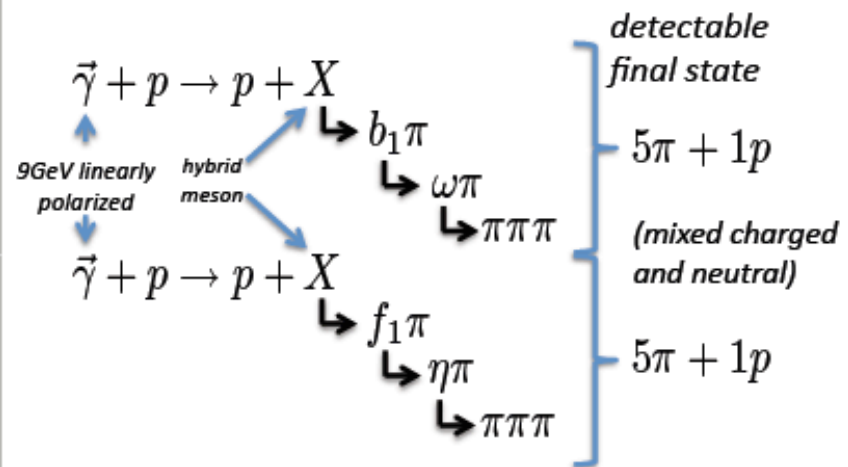 detectable
final state
γ⃗ + p → p + X
b₁π
5π + 1p
9GeV linearly
polarized
hybrid
meson
ωπ
πππ
(mixed charged
and neutral)
γ⃗ + p → p + X
f₁π
5π + 1p
ηπ
πππ